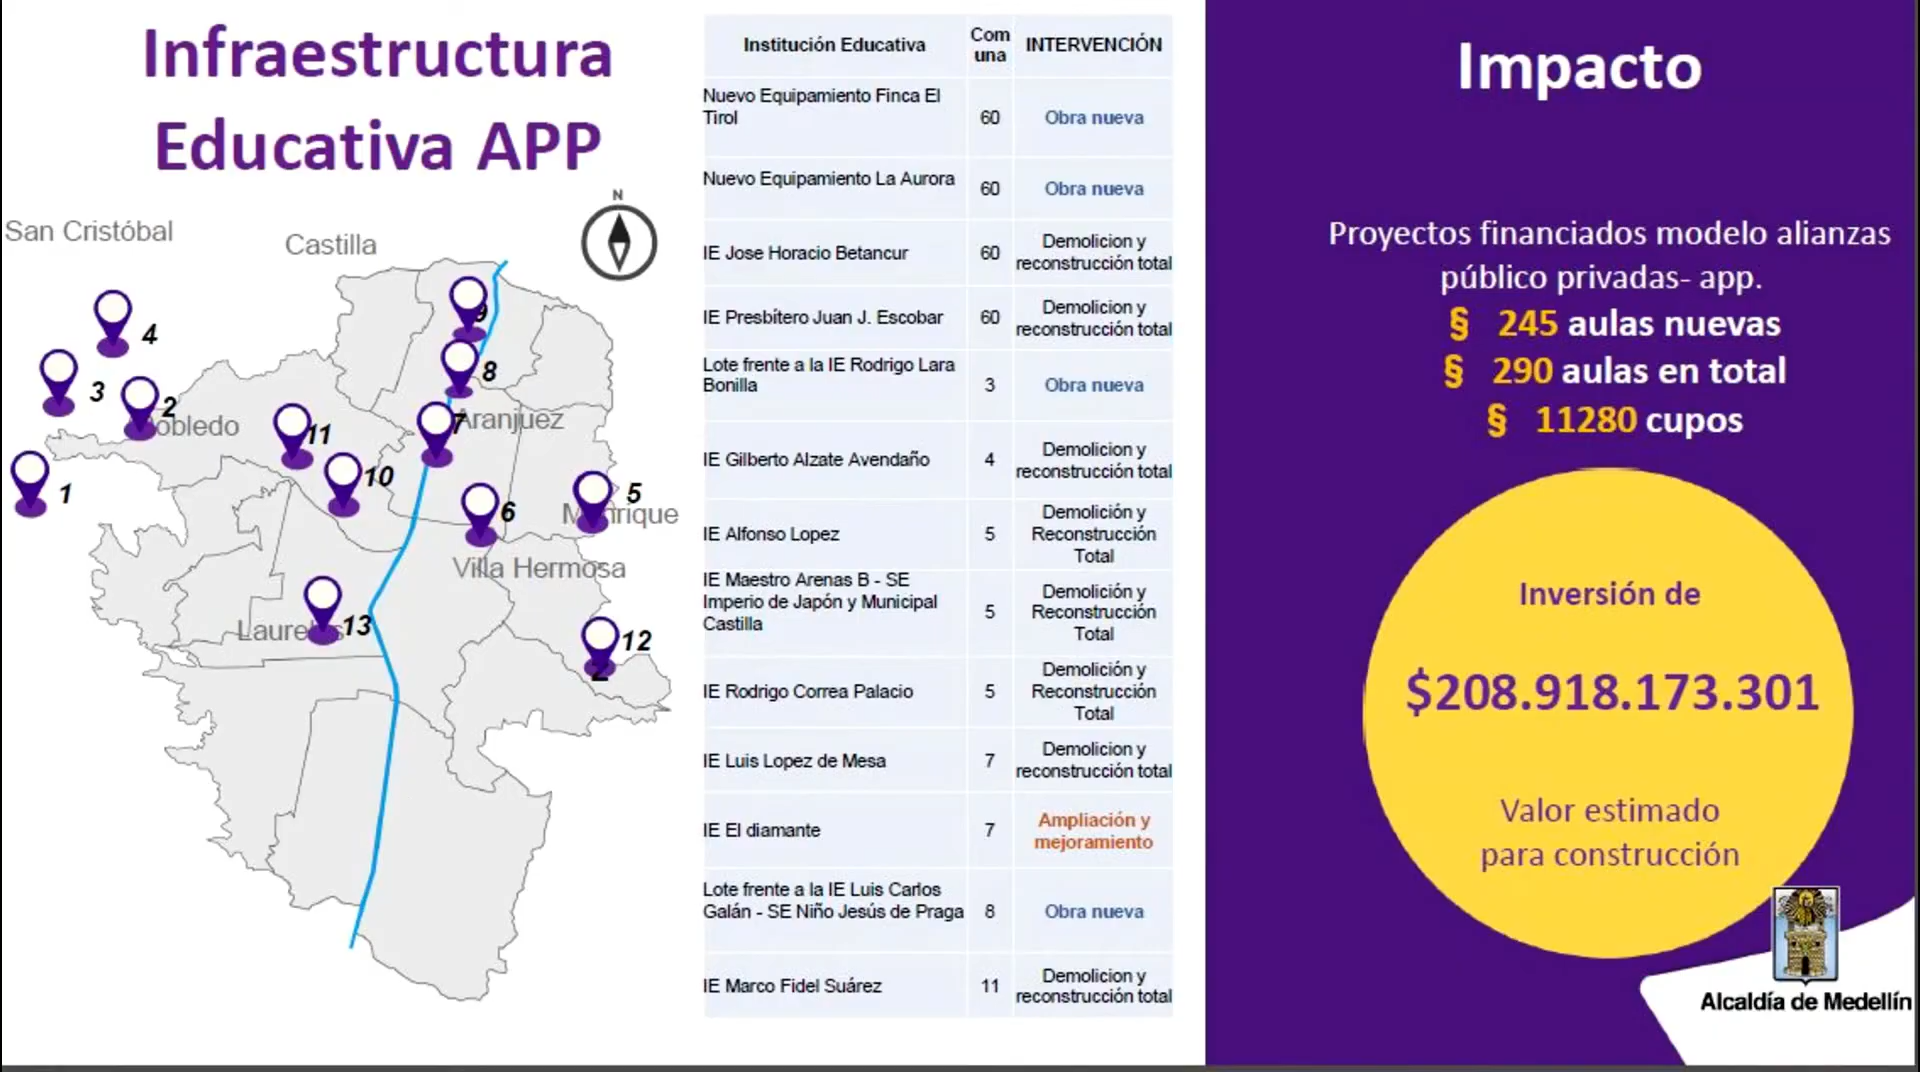 Infraestructura
Educativa APP
N
San Cristóbal
Castilla
9
4
8
3
2
obledo
Aranjuez
7
11
10
1
5
6
Manrique
Villa Hermosa
Laureles
13
12
Institución Educativa
Com
una
INTERVENCIÓN
Nuevo Equipamiento Finca El
Tirol
60
Obra nueva
Nuevo Equipamiento La Aurora
60
Obra nueva
IE Jose Horacio Betancur
60
Demolicion y
reconstrucción total
IE Presbítero Juan J. Escobar
60
Demolicion y
reconstrucción total
Lote frente a la IE Rodrigo Lara
Bonilla
3
Obra nueva
IE Gilberto Alzate Avendaño
4
Demolicion y
reconstrucción total
IE Alfonso Lopez
5
Demolición y
Reconstrucción
Total
IE Maestro Arenas B - SE
Imperio de Japón y Municipal
Castilla
5
Demolición y
Reconstrucción
Total
IE Rodrigo Correa Palacio
5
Demolición y
Reconstrucción
Total
IE Luis Lopez de Mesa
7
Demolicion y
reconstrucción total
IE El diamante
7
Ampliación y
mejoramiento
Lote frente a la IE Luis Carlos
Galán - SE Niño Jesús de Praga
8
Obra nueva
IE Marco Fidel Suárez
11
Demolicion y
reconstrucción total
Impacto
Proyectos financiados modelo alianzas
público privadas- app.
§ 245 aulas nuevas
§ 290 aulas en total
§ 11280 cupos
Inversión de
$208.918.173.301
Valor estimado
para construcción
Alcaldía de Medellín